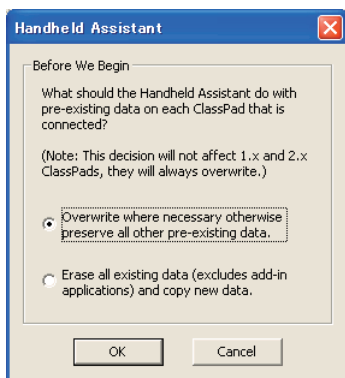 Handheld Assistant
Before We Begin
What should the Handheld Assistant do with
pre-existing data on each ClassPad that is
connected?
(Note: This decision will not affect 1.x and 2.x
ClassPads, they will always overwrite.)
Overwrite where necessary otherwise
preserve all other pre-existing data.
Erase all existing data (excludes add-in
applications) and copy new data.
OK Cancel